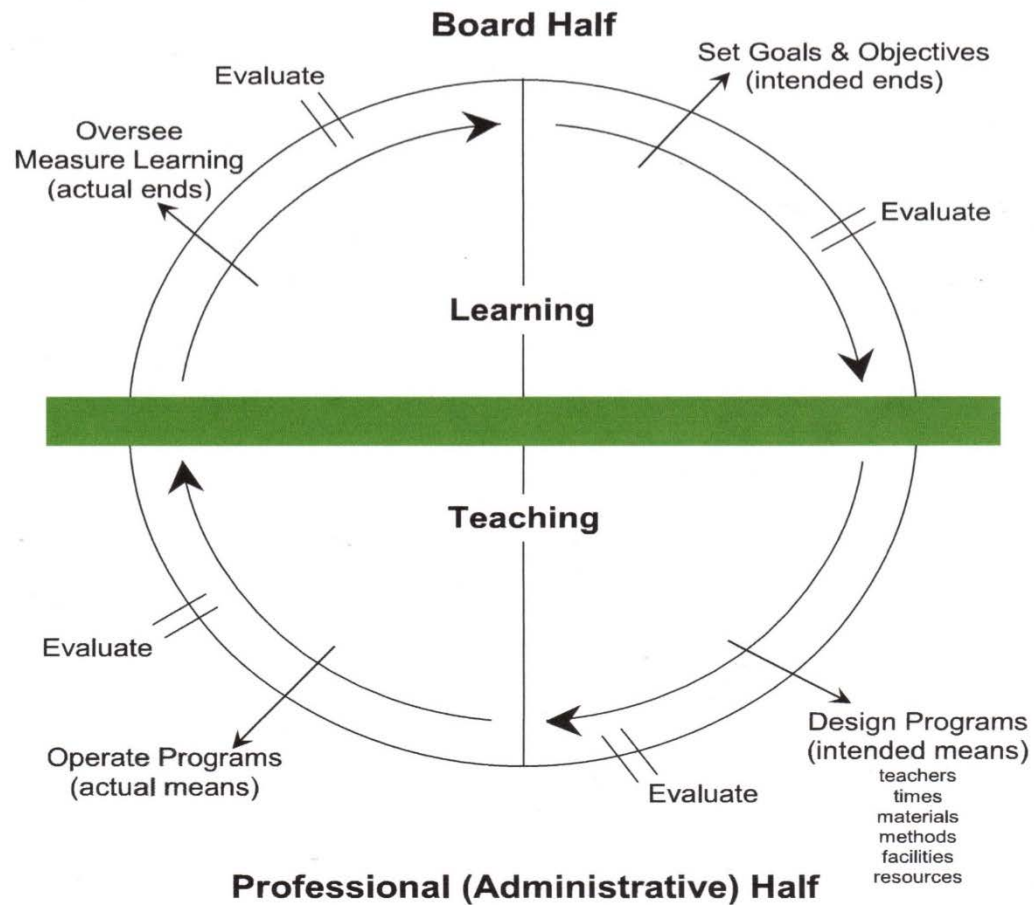 Board Half
Set Goals & Objectives
(intended ends)
Evaluate
Oversee
Measure Learning
(actual ends)
Evaluate
Learning
Teaching
Evaluate
Operate Programs
(actual means)
Design Programs
(intended means)
teachers
times
materials
methods
facilities
resources
Evaluate
Professional (Administrative) Half